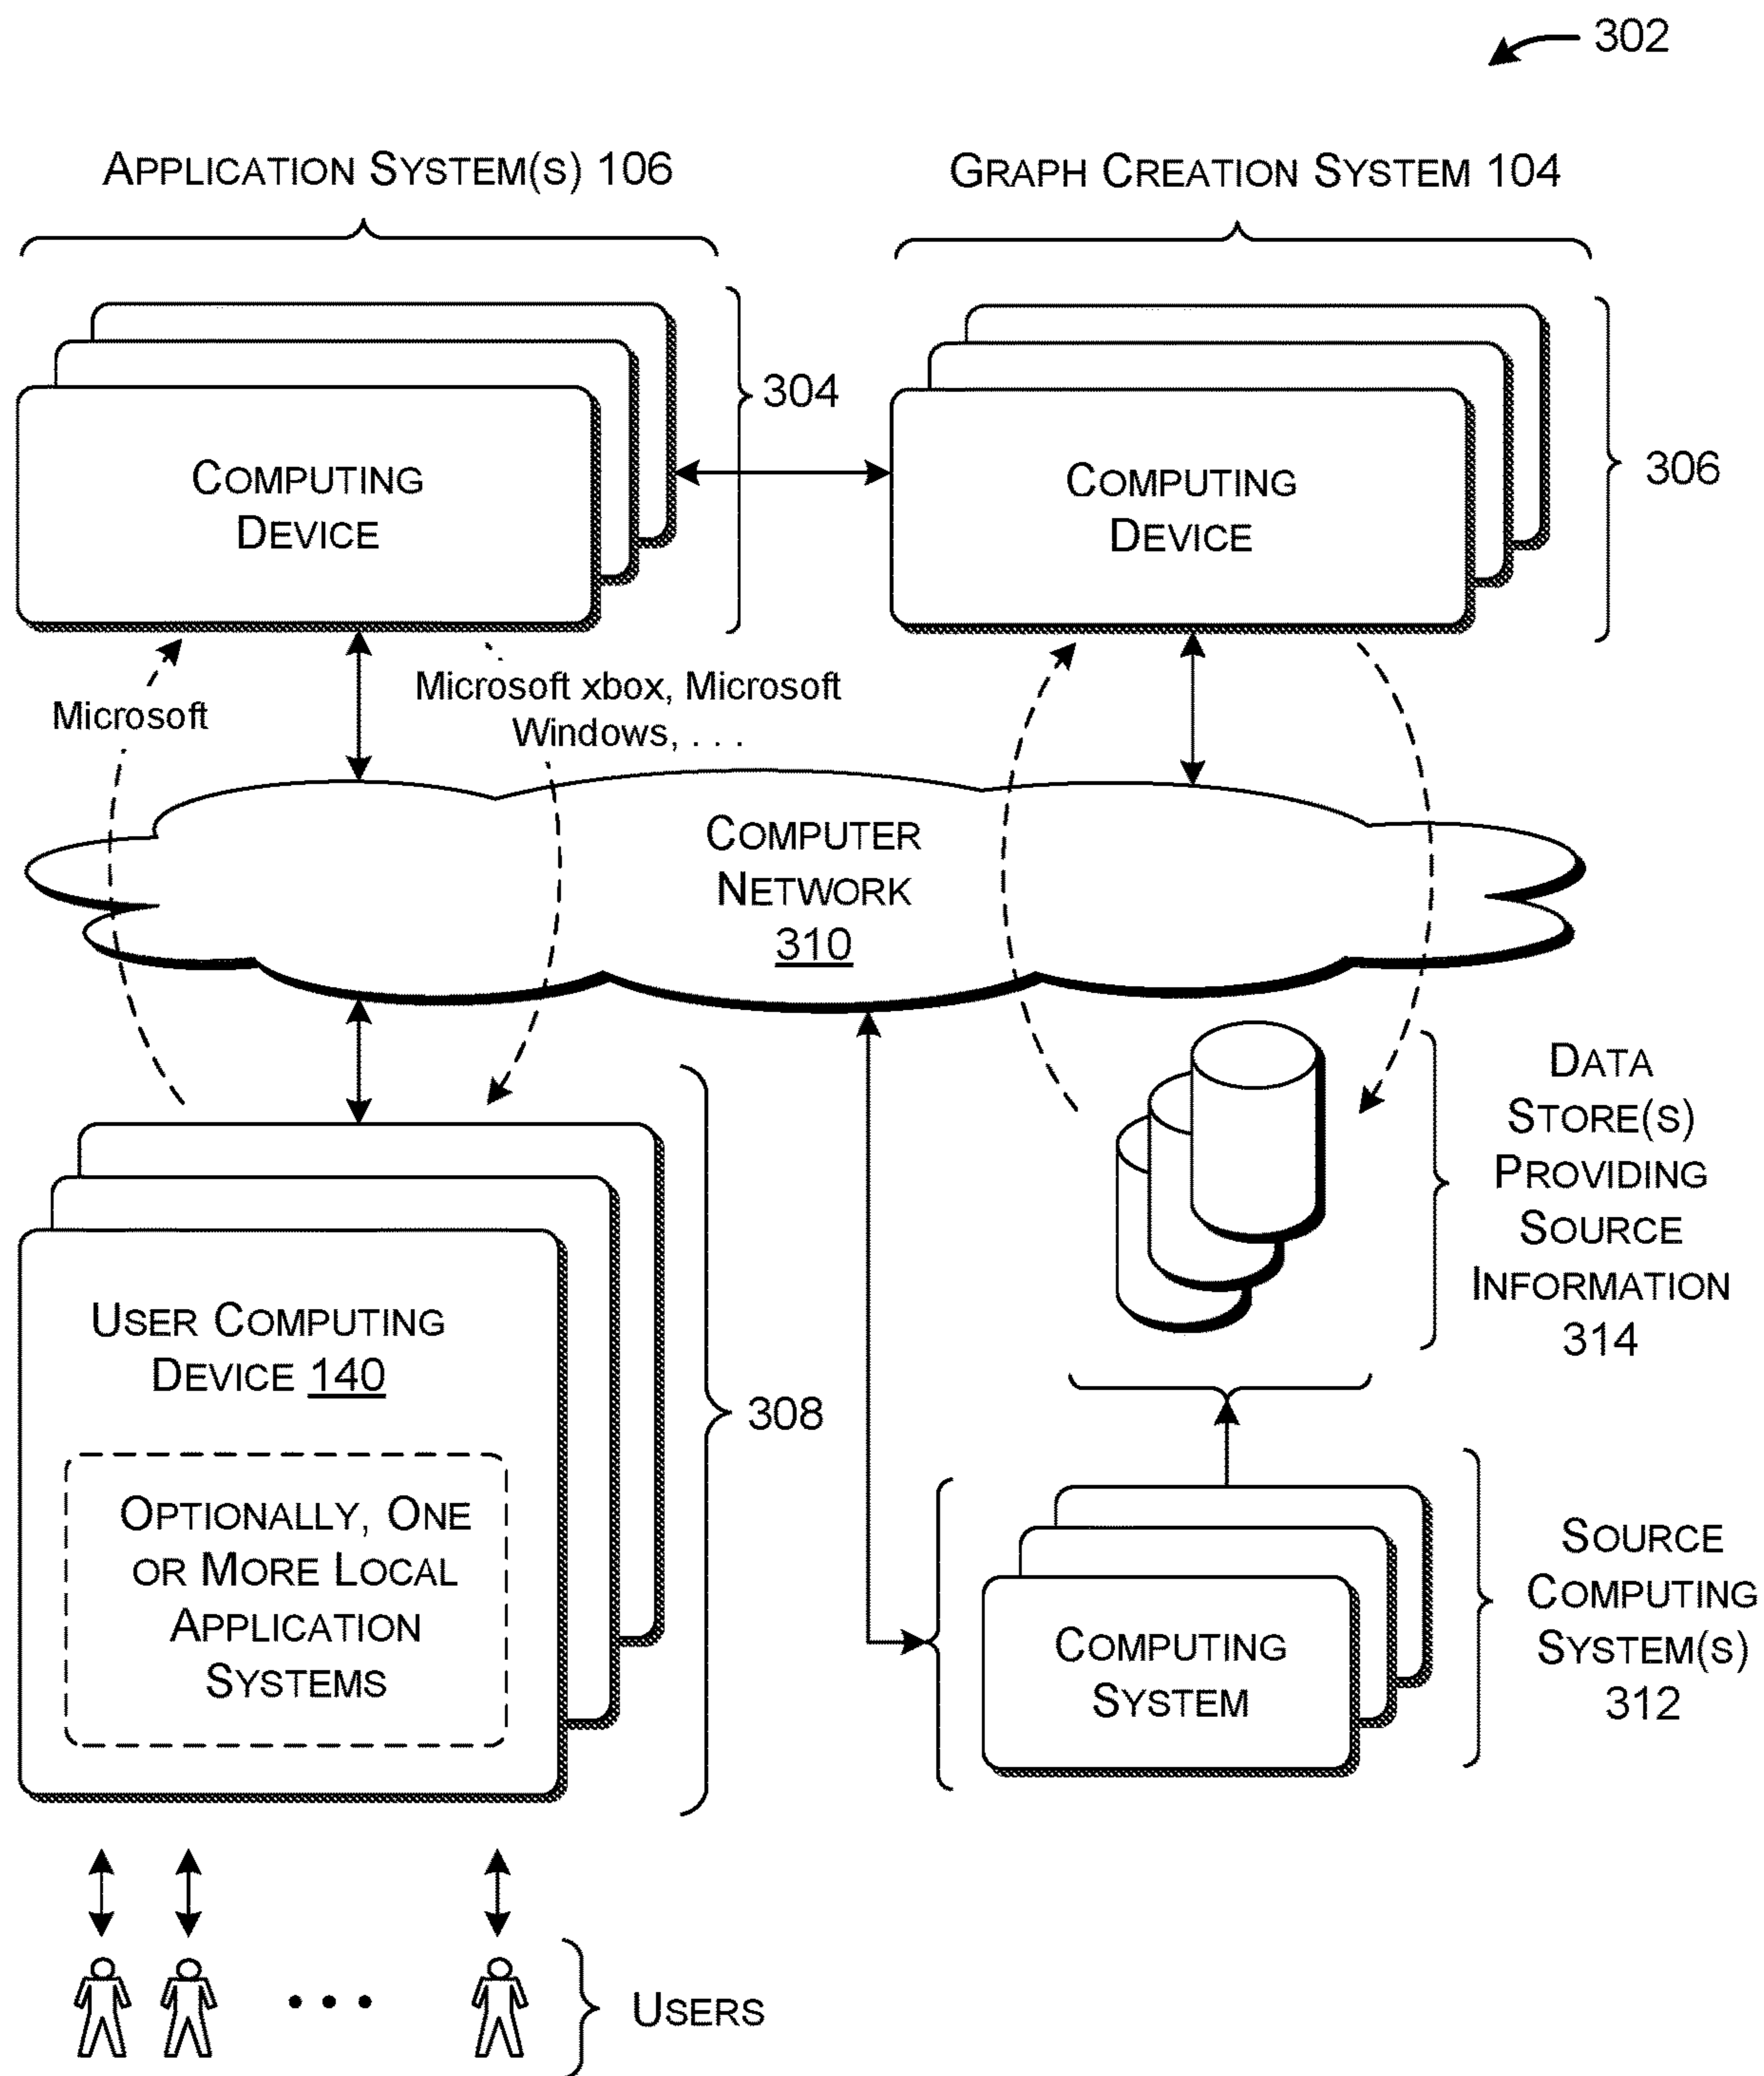 302
APPLICATION SYSTEM(S) 106
GRAPH CREATION SYSTEM 104
304
COMPUTING
DEVICE
COMPUTING
DEVICE
306
Microsoft
Microsoft xbox, Microsoft
Windows, . . .
COMPUTER
NETWORK
310
DATA
STORE(S)
PROVIDING
SOURCE
INFORMATION
314
USER COMPUTING
DEVICE 140
308
OPTIONALLY, ONE
OR MORE LOCAL
APPLICATION
SYSTEMS
COMPUTING
SYSTEM
SOURCE
COMPUTING
SYSTEM(S)
312
USERS